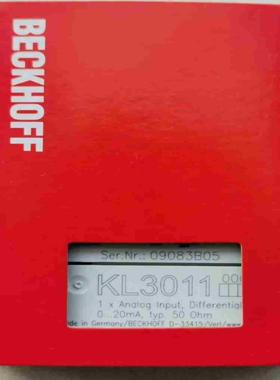 BECKHOFF
Ser.Nr.: 09083B05
KL3011
1 x Analog Input, Differential
0...20mA, typ. 50 Ohm
in Germany/BECKHOFF D-33415/Verl/www